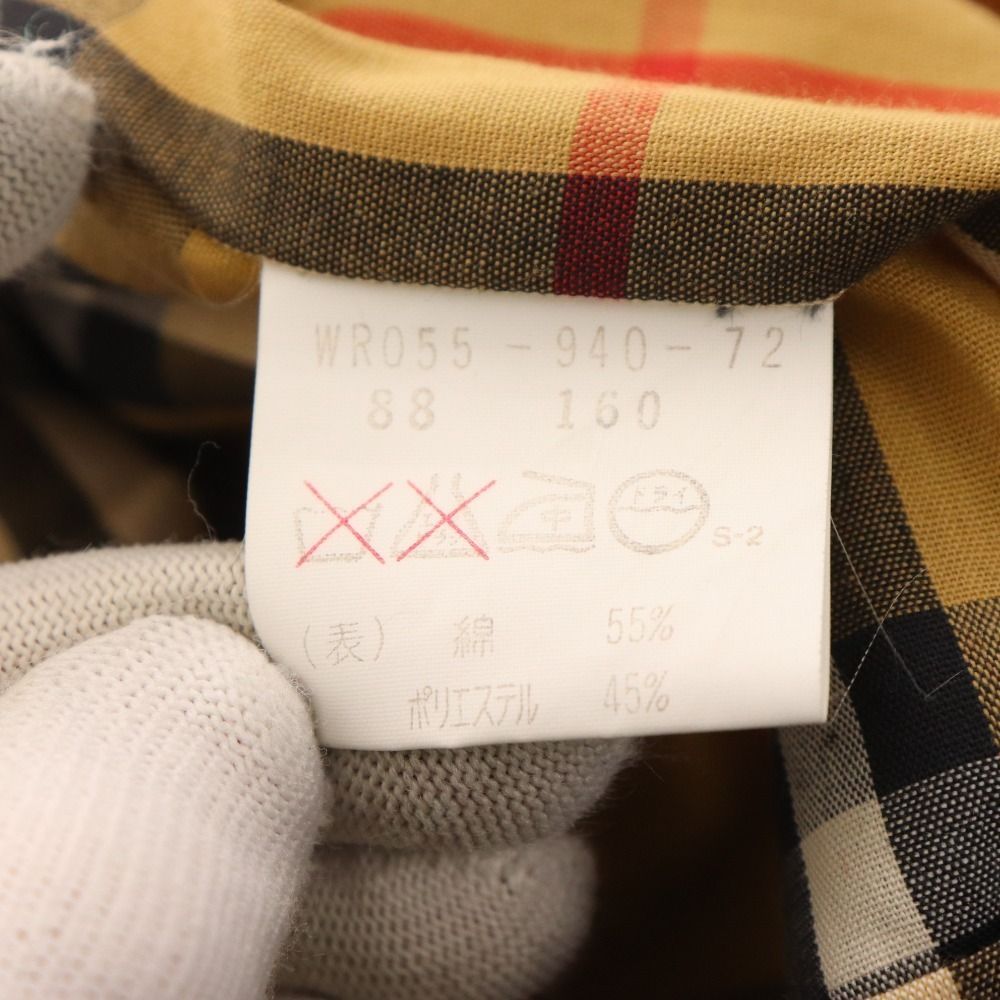 WR055-940-72
88 160
中 ドライ
S-2
(表) 綿 55%
ポリエステル 45%